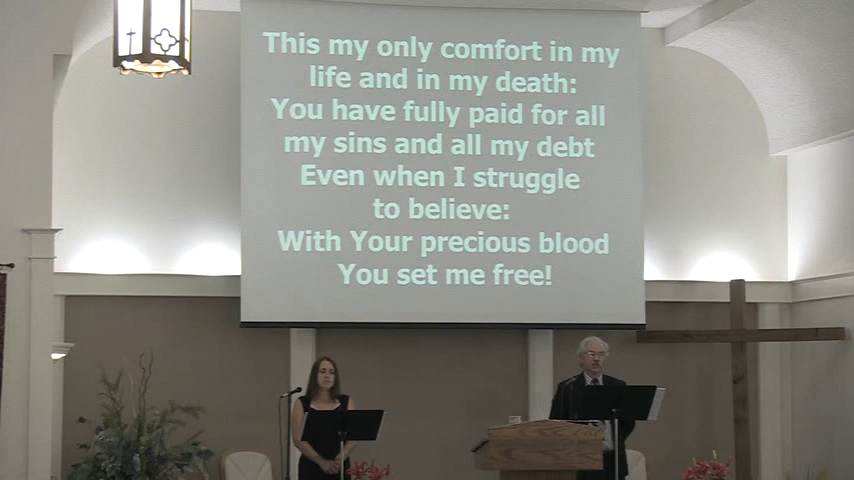 This my only comfort in my
life and in my death:
You have fully paid for all
my sins and all my debt
Even when I struggle
to believe:
With Your precious blood
You set me free!